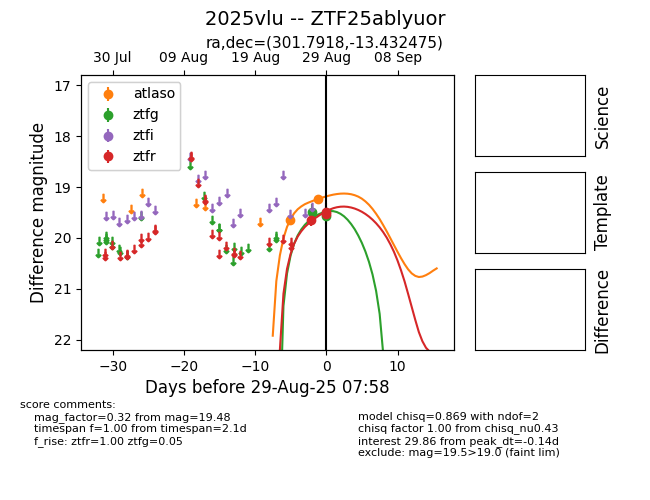 2025vlu -- ZTF25ablyuor
ra,dec=(301.7918,-13.432475)
30 Jul 09 Aug 19 Aug 29 Aug 08 Sep
17
18
19
20
21
22
Difference magnitude
atlaso
ztfg
ztfi
ztfr
−30 −20 −10 0 10
Days before 29-Aug-25 07:58
Science
Template
Difference
score comments:
mag_factor=0.32 from mag=19.48
timespan f=1.00 from timespan=2.1d
f_rise: ztfr=1.00 ztfg=0.05
model chisq=0.869 with ndof=2
chisq factor 1.00 from chisq_nu0.43
interest 29.86 from peak_dt=-0.14d
exclude: mag=19.5>19.0 (faint lim)